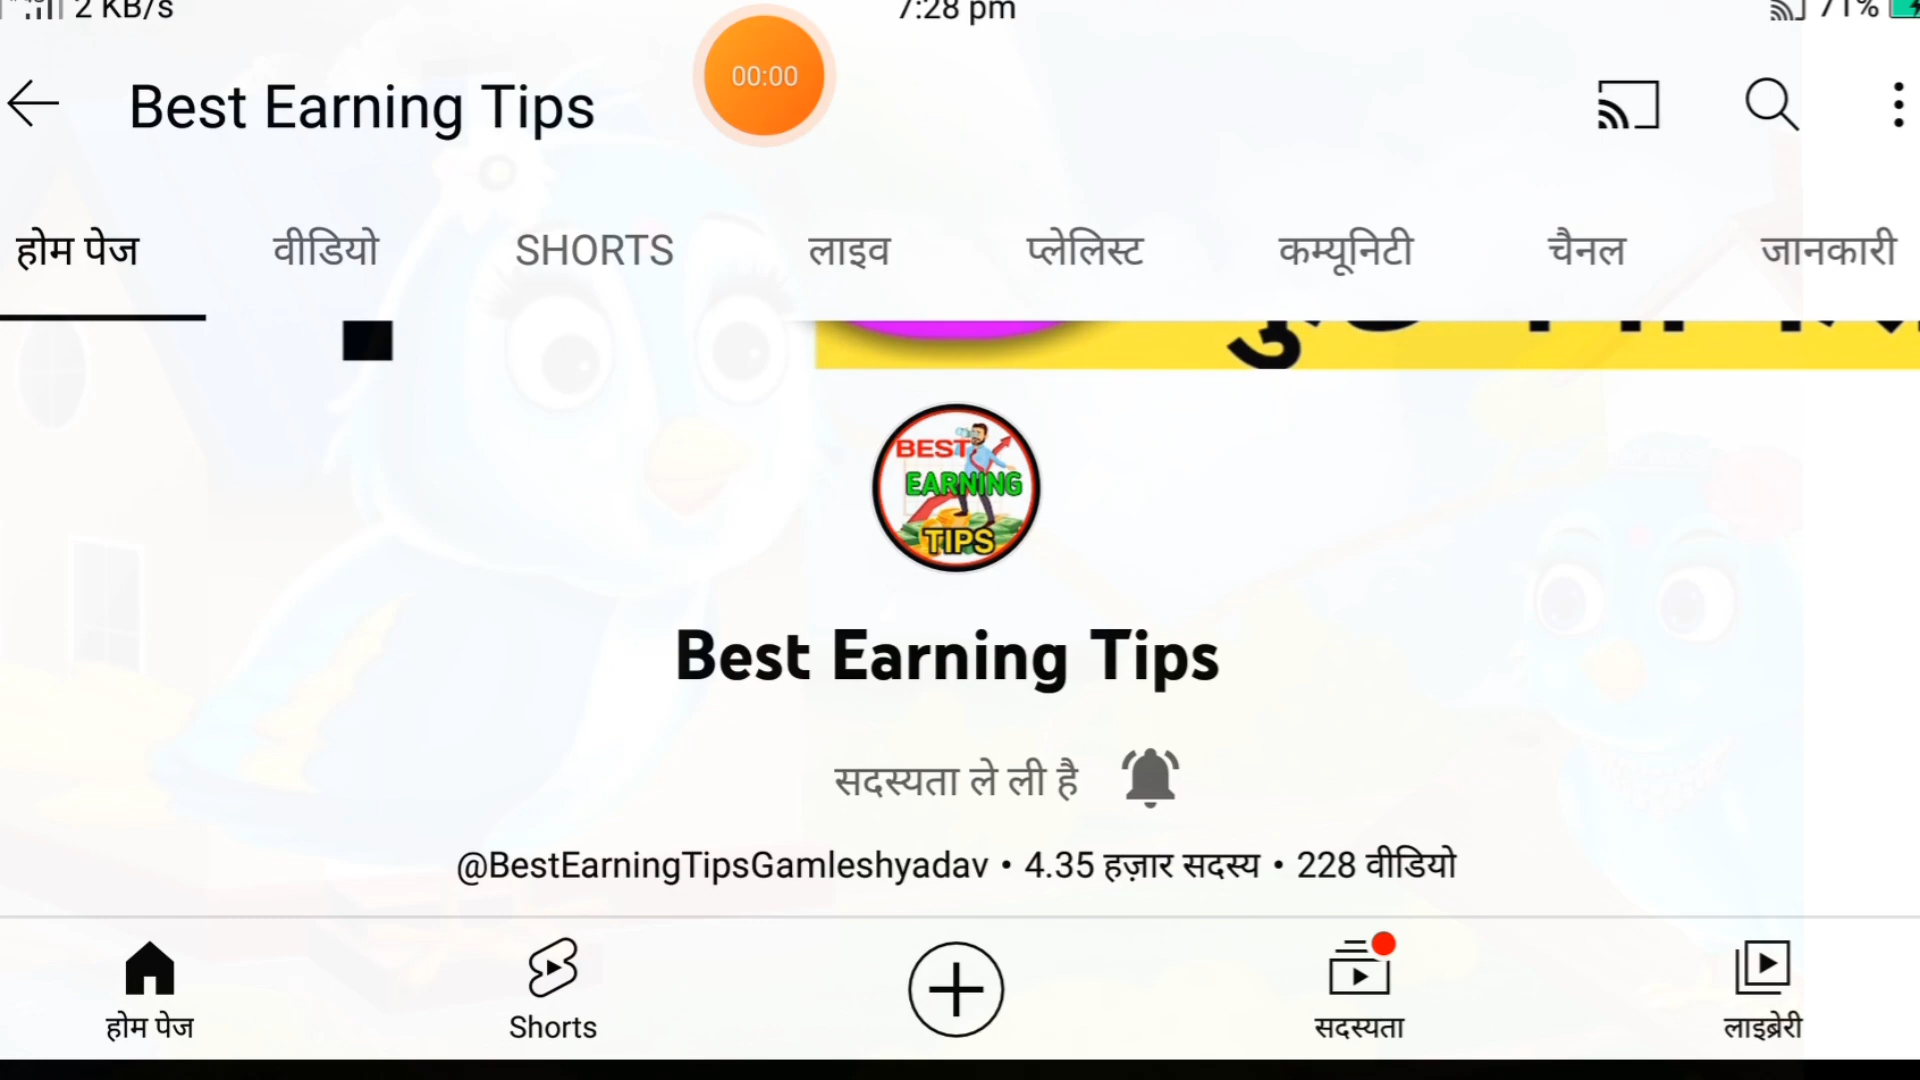 2 KB/s 7:28 pm 71%
Best Earning Tips
00:00
होम पेज वीडियो SHORTS लाइव प्लेलिस्ट कम्यूनिटी चैनल जानकारी
BEST
EARNING
TIPS
Best Earning Tips
सदस्यता ले ली है
@BestEarningTipsGamleshyadav • 4.35 हज़ार सदस्य • 228 वीडियो
होम पेज Shorts सदस्यता लाइब्रेरी